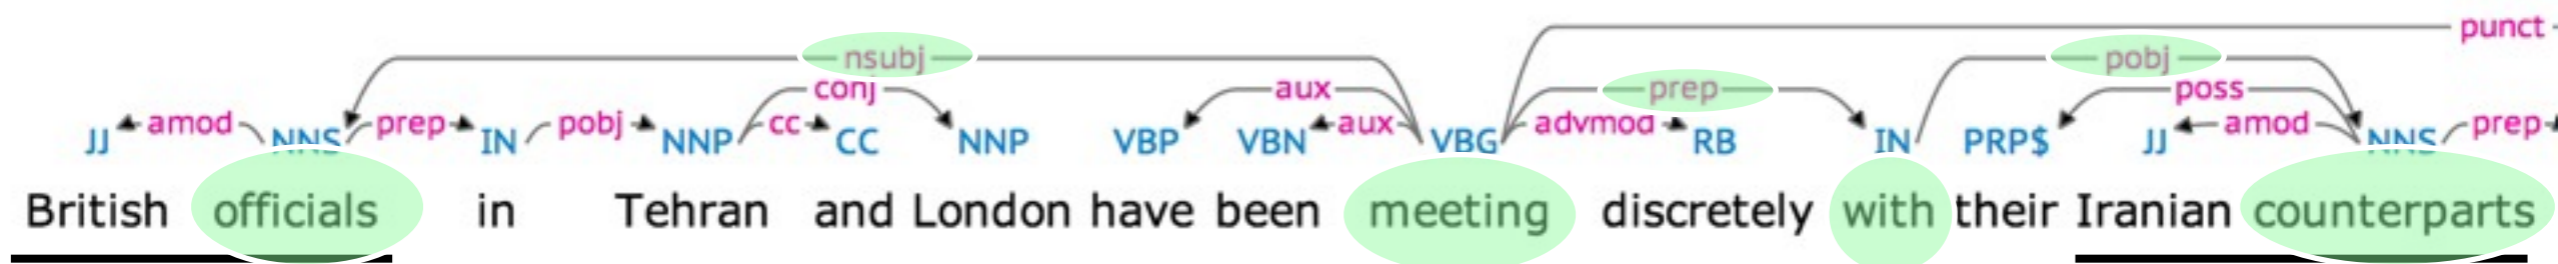 punct
nsubj pobj
conj aux prep poss
JJ amod NNS prep IN pobj NNP cc CC NNP VBP VBN aux VBG advmod RB IN PRP$ JJ amod NNS prep
British officials in Tehran and London have been meeting discretely with their Iranian counterparts